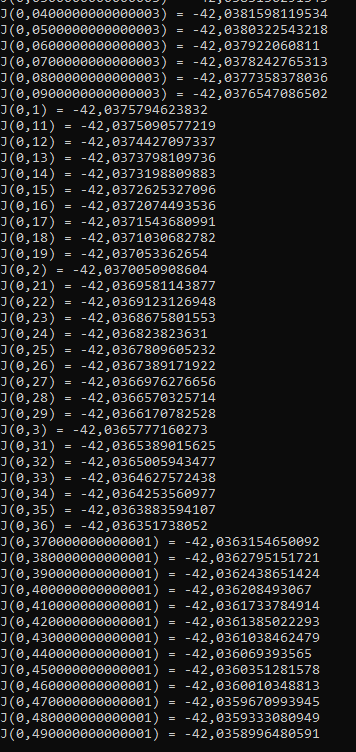 J(0,0400000000000003) = -42,0381598119534
J(0,0500000000000003) = -42,0380322543218
J(0,0600000000000003) = -42,037922060811
J(0,0700000000000003) = -42,0378242765313
J(0,0800000000000003) = -42,0377358378036
J(0,0900000000000003) = -42,0376547086502
J(0,1) = -42,0375794623832
J(0,11) = -42,0375090577219
J(0,12) = -42,0374427097337
J(0,13) = -42,0373798109736
J(0,14) = -42,0373198809883
J(0,15) = -42,0372625327096
J(0,16) = -42,0372074493536
J(0,17) = -42,0371543680991
J(0,18) = -42,0371030682782
J(0,19) = -42,037053362654
J(0,2) = -42,0370050908604
J(0,21) = -42,0369581143877
J(0,22) = -42,0369123126948
J(0,23) = -42,0368675801553
J(0,24) = -42,036823823631
J(0,25) = -42,0367809605232
J(0,26) = -42,0367389171922
J(0,27) = -42,0366976276656
J(0,28) = -42,0366570325714
J(0,29) = -42,0366170782528
J(0,3) = -42,0365777160273
J(0,31) = -42,0365389015625
J(0,32) = -42,0365005943477
J(0,33) = -42,0364627572438
J(0,34) = -42,0364253560977
J(0,35) = -42,0363883594107
J(0,36) = -42,036351738052
J(0,370000000000001) = -42,0363154650092
J(0,380000000000001) = -42,0362795151721
J(0,390000000000001) = -42,0362438651424
J(0,400000000000001) = -42,036208493067
J(0,410000000000001) = -42,0361733784914
J(0,420000000000001) = -42,0361385022293
J(0,430000000000001) = -42,0361038462479
J(0,440000000000001) = -42,036069393565
J(0,450000000000001) = -42,0360351281578
J(0,460000000000001) = -42,0360010348813
J(0,470000000000001) = -42,0359670993945
J(0,480000000000001) = -42,0359333080949
J(0,490000000000001) = -42,0358996480591